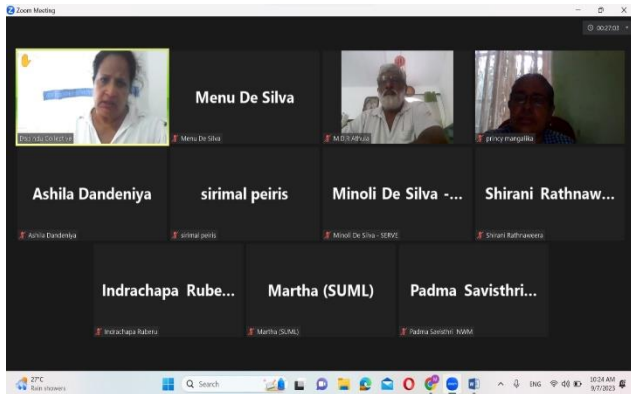 Zoom Meeting
00:27:03
Menu De Silva
Menu De Silva
M.D.J Athula
princy mangalika
Ashila Dandeniya
sirimal peiris
Minoli De Silva -...
Shirani Rathnaw...
Ashila Dandeniya
sirimal peiris
Minoli De Silva - SERVE
Shirani Rathnaweera
Indrachapa Rube...
Martha (SUML)
Padma Savisthri...
Indrachapa Ruberu
Martha (SUML)
Padma Savisthri NWM
27°C
Rain showers
Search
ENG
10:24 AM
9/7/2023